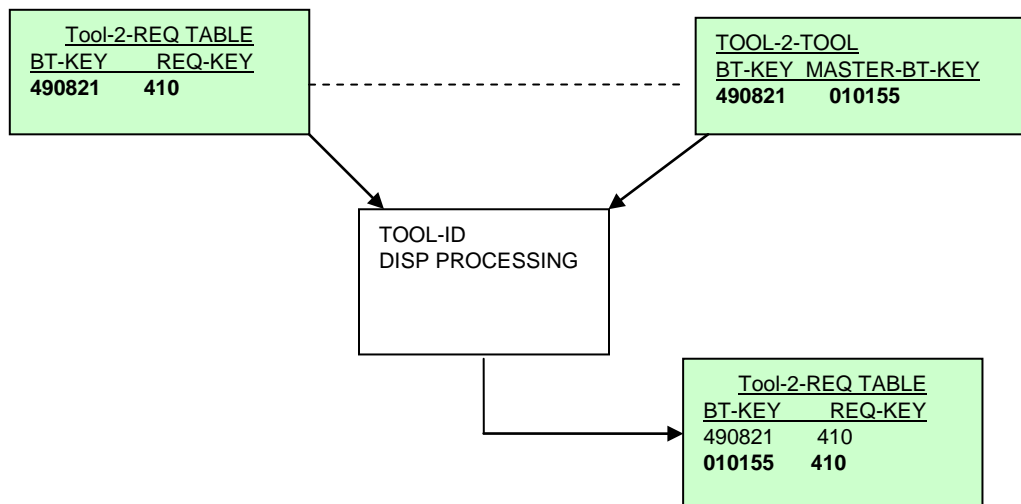 Tool-2-REQ TABLE
BT-KEY REQ-KEY
490821 410
TOOL-2-TOOL
BT-KEY MASTER-BT-KEY
490821 010155
TOOL-ID
DISP PROCESSING
Tool-2-REQ TABLE
BT-KEY REQ-KEY
490821 410
010155 410